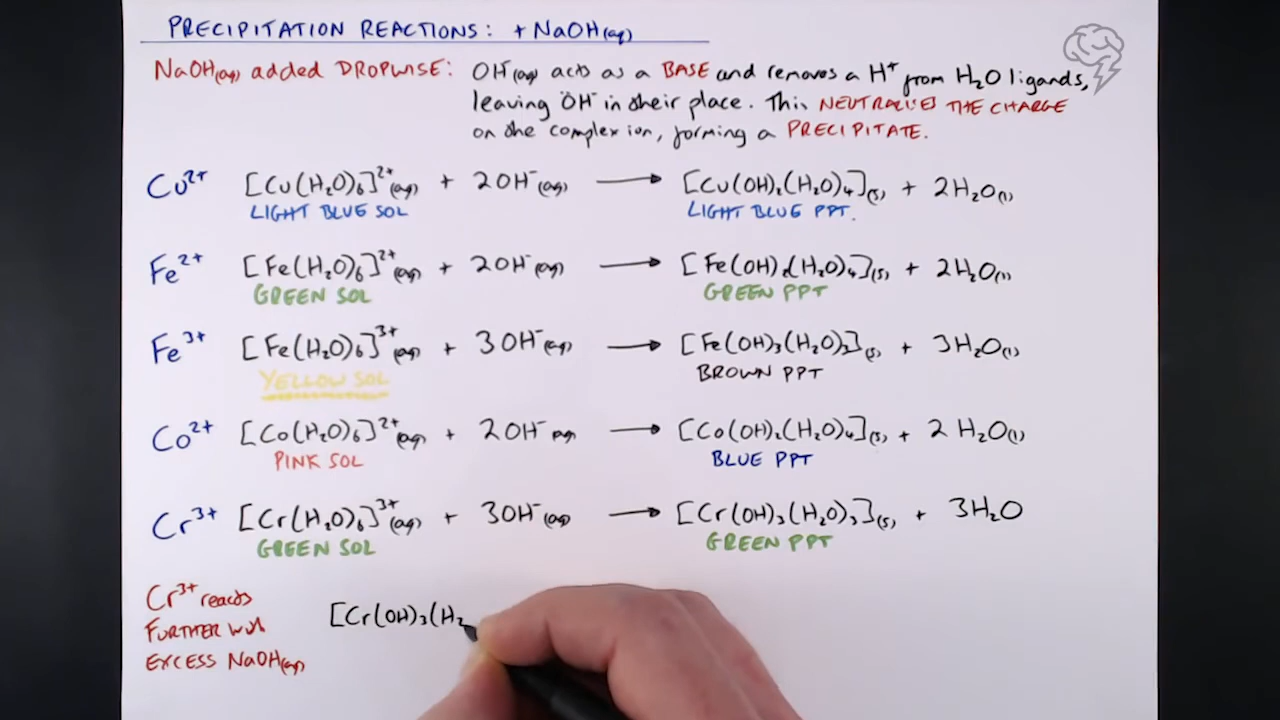 PRECIPITATION REACTIONS: + NaOH(aq)
NaOH(aq) added DROPWISE: OH⁻(aq) acts as a BASE and removes a H⁺ from H₂O ligands,
leaving OH⁻ in their place. This NEUTRALISES THE CHARGE
on the complex ion, forming a PRECIPITATE.
Cu²⁺ [Cu(H₂O)₆]²⁺(aq) + 2OH⁻(aq) ⟶ [Cu(OH)₂(H₂O)₄](s) + 2H₂O(l)
LIGHT BLUE SOL LIGHT BLUE PPT.
Fe²⁺ [Fe(H₂O)₆]²⁺(aq) + 2OH⁻(aq) ⟶ [Fe(OH)₂(H₂O)₄](s) + 2H₂O(l)
GREEN SOL GREEN PPT
Fe³⁺ [Fe(H₂O)₆]³⁺(aq) + 3OH⁻(aq) ⟶ [Fe(OH)₃(H₂O)₃](s) + 3H₂O(l)
YELLOW SOL BROWN PPT
Co²⁺ [Co(H₂O)₆]²⁺(aq) + 2OH⁻(aq) ⟶ [Co(OH)₂(H₂O)₄](s) + 2H₂O(l)
PINK SOL BLUE PPT
Cr³⁺ [Cr(H₂O)₆]³⁺(aq) + 3OH⁻(aq) ⟶ [Cr(OH)₃(H₂O)₃](s) + 3H₂O
GREEN SOL GREEN PPT
Cr³⁺ reacts
FURTHER with
EXCESS NaOH(aq)
[Cr(OH)₃(H₂